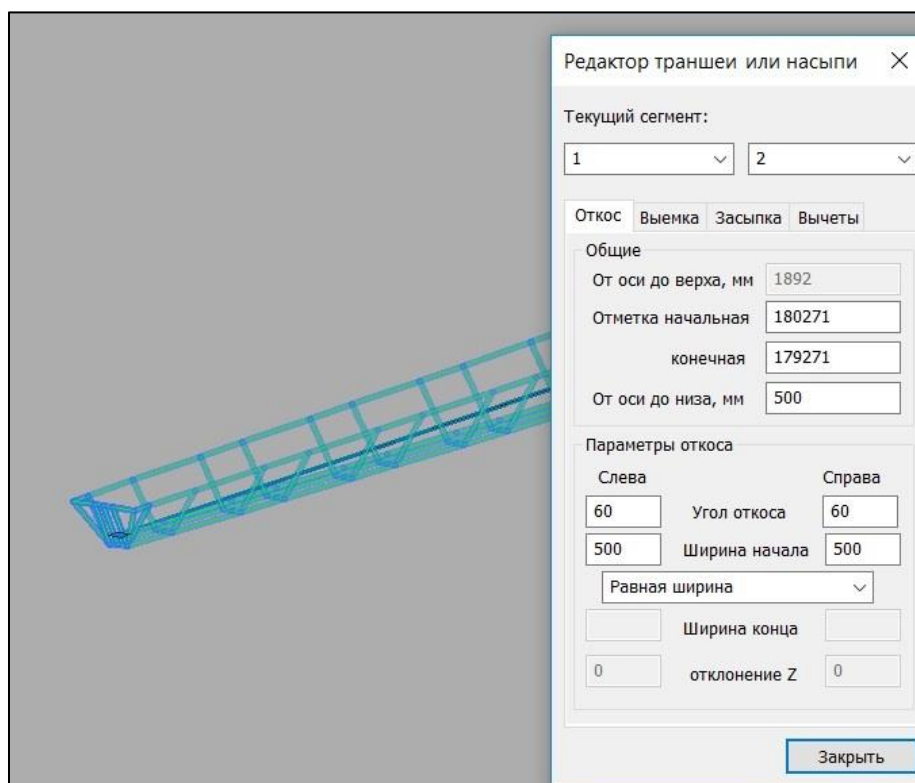 Редактор траншеи или насыпи
Текущий сегмент:
1 2
Откос Выемка Засыпка Вычеты
Общие
От оси до верха, мм 1892
Отметка начальная 180271
конечная 179271
От оси до низа, мм 500
Параметры откоса
Слева Справа
60 Угол откоса 60
500 Ширина начала 500
Равная ширина
Ширина конца
0 отклонение Z 0
Закрыть